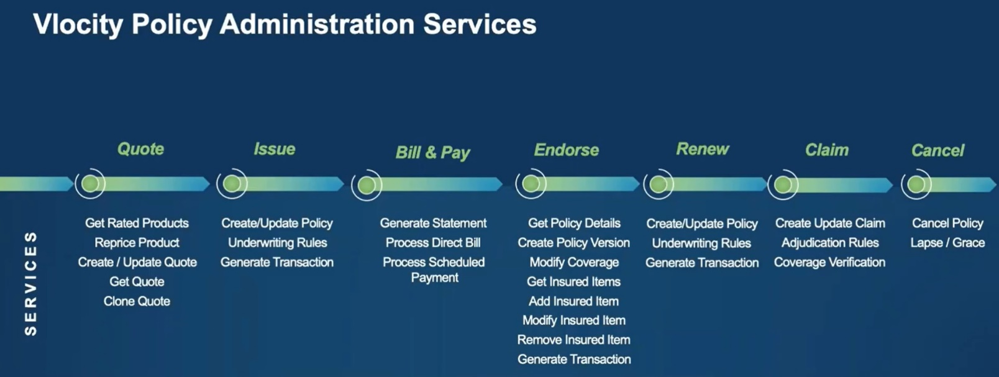 Vlocity Policy Administration Services
Quote
Issue
Bill & Pay
Endorse
Renew
Claim
Cancel
SERVICES
Get Rated Products
Reprice Product
Create / Update Quote
Get Quote
Clone Quote
Create/Update Policy
Underwriting Rules
Generate Transaction
Generate Statement
Process Direct Bill
Process Scheduled
Payment
Get Policy Details
Create Policy Version
Modify Coverage
Get Insured Items
Add Insured Item
Modify Insured Item
Remove Insured Item
Generate Transaction
Create/Update Policy
Underwriting Rules
Generate Transaction
Create Update Claim
Adjudication Rules
Coverage Verification
Cancel Policy
Lapse / Grace